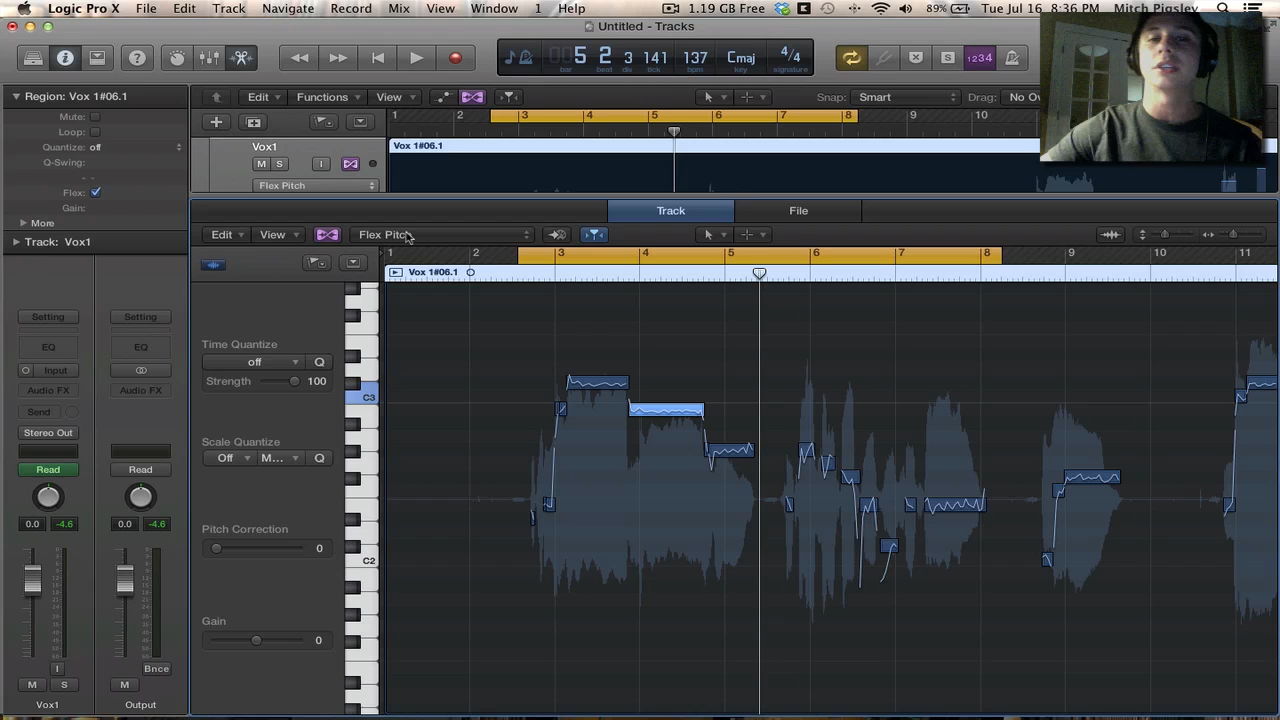 Logic Pro X File Edit Track Navigate Record Mix View Window 1 Help 1.19 GB Free 89% Tue Jul 16 8:36 PM Mitch Pigsley
Untitled - Tracks
5 2 3 141 137 Cmaj 4/4
bar beat div tick bpm key signature
1234
Region: Vox 1#06.1
Mute:
Loop:
Quantize: off
Q-Swing:
Flex:
Gain:
More
Track: Vox1
Edit Functions View Snap: Smart Drag: No Ov
1 2 3 4 5 6 7 8 9 10
Vox1
M S I
Flex Pitch
Vox 1#06.1
Track File
Edit View Flex Pitch
1 2 3 4 5 6 7 8 9 10 11
Vox 1#06.1
Time Quantize
off Q
Strength 100
Scale Quantize
Off M... Q
Pitch Correction
0
Gain
0
C3
C2
Setting Setting
EQ EQ
Input
Audio FX Audio FX
Send
Stereo Out
Read Read
0.0 -4.6 0.0 -4.6
I Bnce
M S M
Vox1 Output